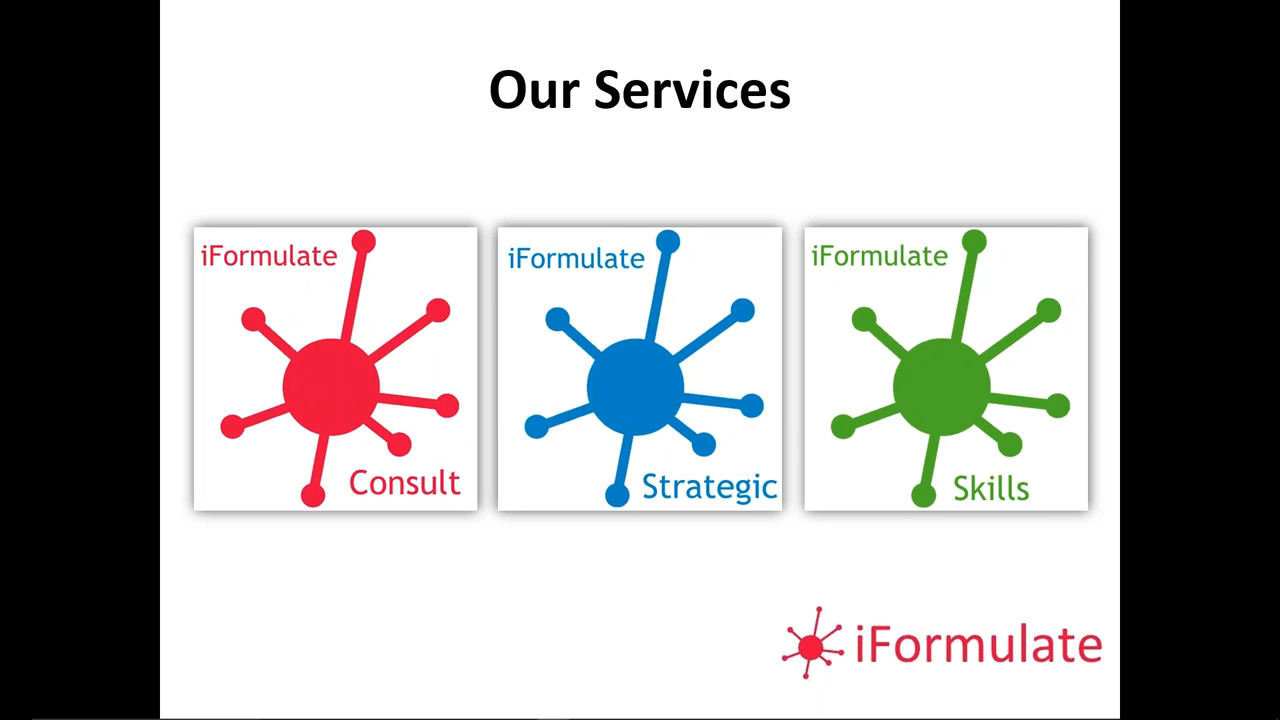 Our Services
iFormulate
Consult
iFormulate
Strategic
iFormulate
Skills
iFormulate